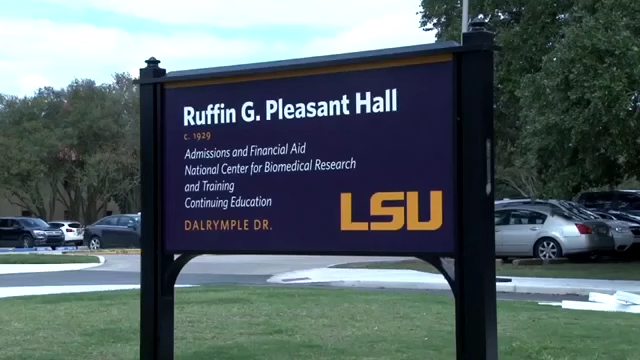 Ruffin G. Pleasant Hall
c. 1929
Admissions and Financial Aid
National Center for Biomedical Research
and Training
Continuing Education
DALRYMPLE DR.
LSU